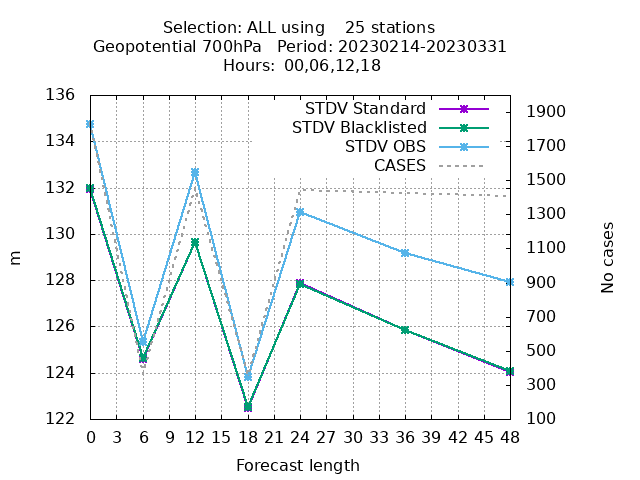 Selection: ALL using    25 stations
Geopotential 700hPa   Period: 20230214-20230331
Hours: 00,06,12,18
STDV Standard
STDV Blacklisted
STDV OBS
CASES
136
134
132
130
128
126
124
122
m
1900
1700
1500
1300
1100
900
700
500
300
100
No cases
0 3 6 9 12 15 18 21 24 27 30 33 36 39 42 45 48
Forecast length